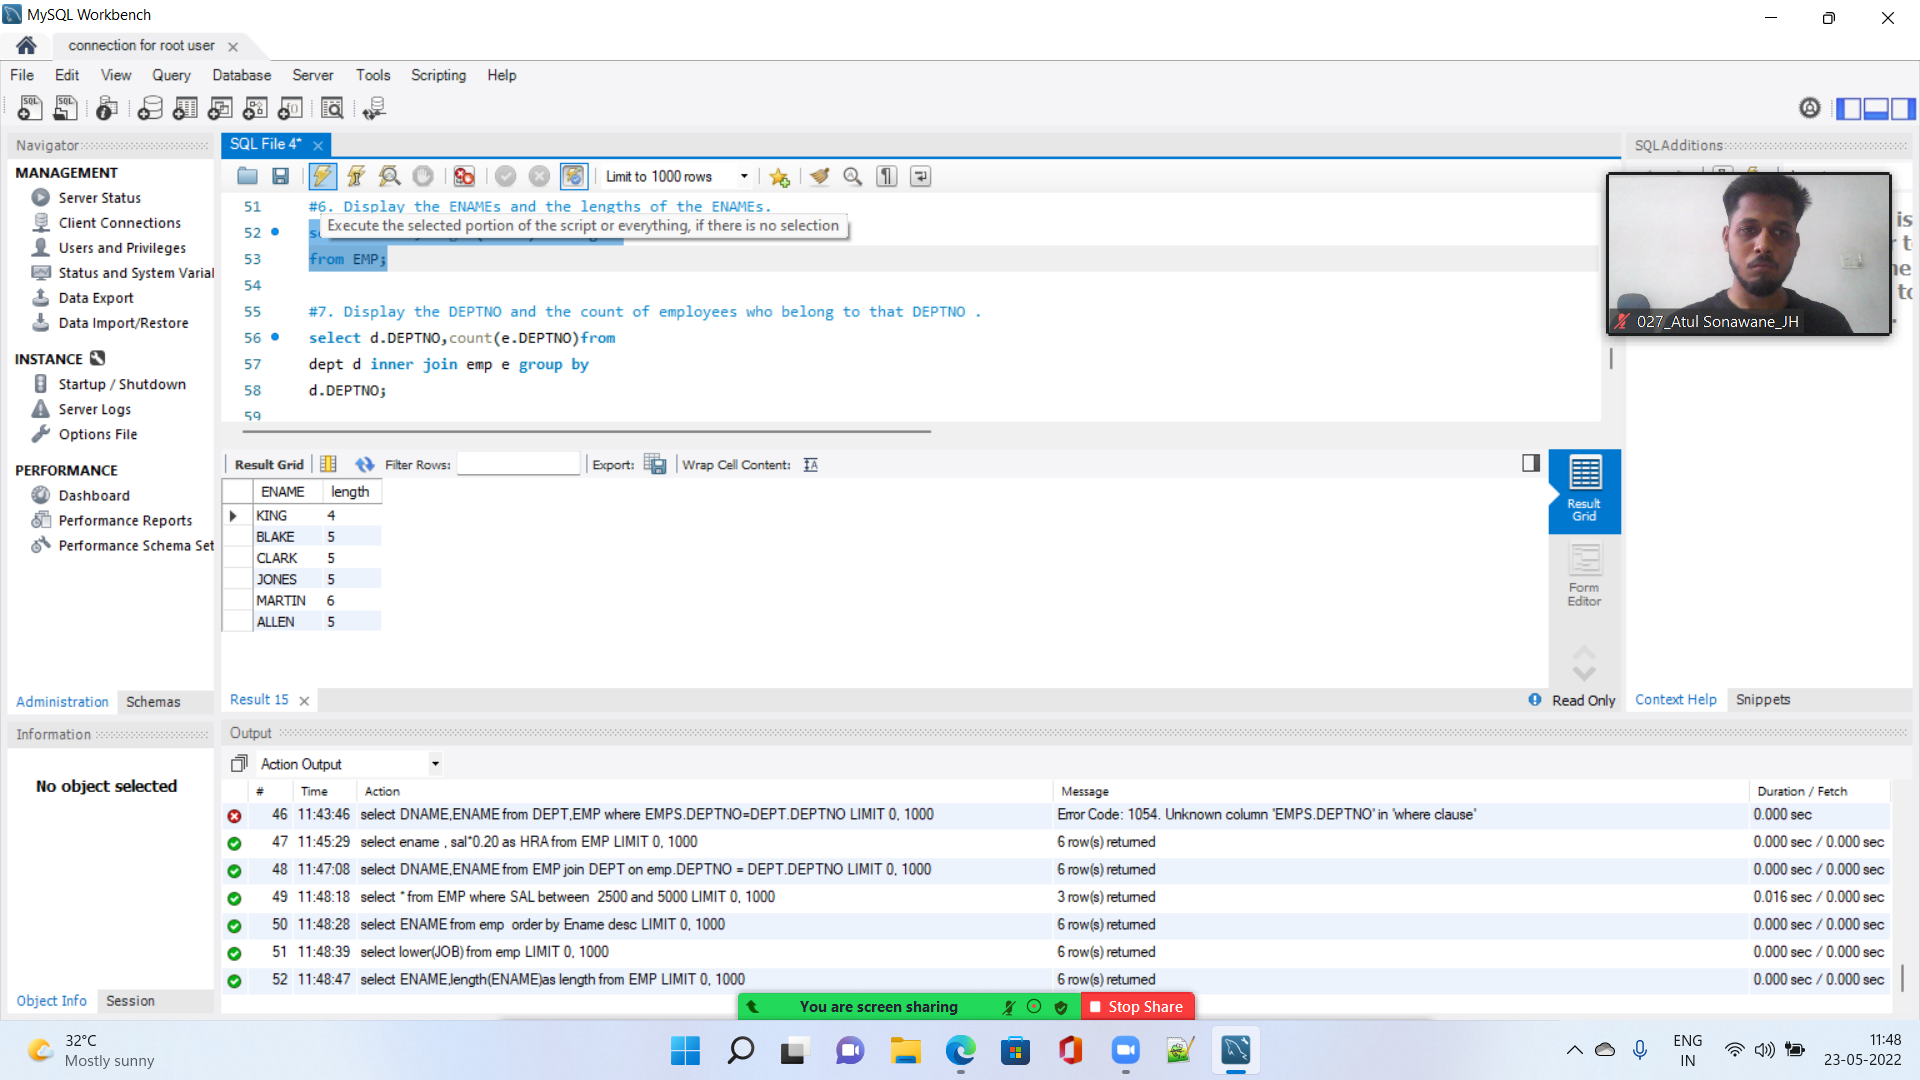 MySQL Workbench
connection for root user
File Edit View Query Database Server Tools Scripting Help
Navigator
MANAGEMENT
Server Status
Client Connections
Users and Privileges
Status and System Varial
Data Export
Data Import/Restore
INSTANCE
Startup / Shutdown
Server Logs
Options File
PERFORMANCE
Dashboard
Performance Reports
Performance Schema Set
Administration Schemas
Information
No object selected
Object Info Session
SQL File 4*
Limit to 1000 rows
51 #6. Display the ENAMEs and the lengths of the ENAMEs.
Execute the selected portion of the script or everything, if there is no selection
52
53 from EMP;
54
55 #7. Display the DEPTNO and the count of employees who belong to that DEPTNO .
56 select d.DEPTNO,count(e.DEPTNO)from
57 dept d inner join emp e group by
58 d.DEPTNO;
59
Result Grid Filter Rows: Export: Wrap Cell Content:
ENAME length
KING 4
BLAKE 5
CLARK 5
JONES 5
MARTIN 6
ALLEN 5
Result Grid
Form Editor
Result 15
Read Only
SQLAdditions
027_Atul Sonawane_JH
Context Help Snippets
Output
Action Output
# Time Action Message Duration / Fetch
46 11:43:46 select DNAME,ENAME from DEPT,EMP where EMPS.DEPTNO=DEPT.DEPTNO LIMIT 0, 1000 Error Code: 1054. Unknown column 'EMPS.DEPTNO' in 'where clause' 0.000 sec
47 11:45:29 select ename , sal*0.20 as HRA from EMP LIMIT 0, 1000 6 row(s) returned 0.000 sec / 0.000 sec
48 11:47:08 select DNAME,ENAME from EMP join DEPT on emp.DEPTNO = DEPT.DEPTNO LIMIT 0, 1000 6 row(s) returned 0.000 sec / 0.000 sec
49 11:48:18 select * from EMP where SAL between 2500 and 5000 LIMIT 0, 1000 3 row(s) returned 0.016 sec / 0.000 sec
50 11:48:28 select ENAME from emp order by Ename desc LIMIT 0, 1000 6 row(s) returned 0.000 sec / 0.000 sec
51 11:48:39 select lower(JOB) from emp LIMIT 0, 1000 6 row(s) returned 0.000 sec / 0.000 sec
52 11:48:47 select ENAME,length(ENAME)as length from EMP LIMIT 0, 1000 6 row(s) returned 0.000 sec / 0.000 sec
You are screen sharing Stop Share
32°C
Mostly sunny
ENG
IN
11:48
23-05-2022